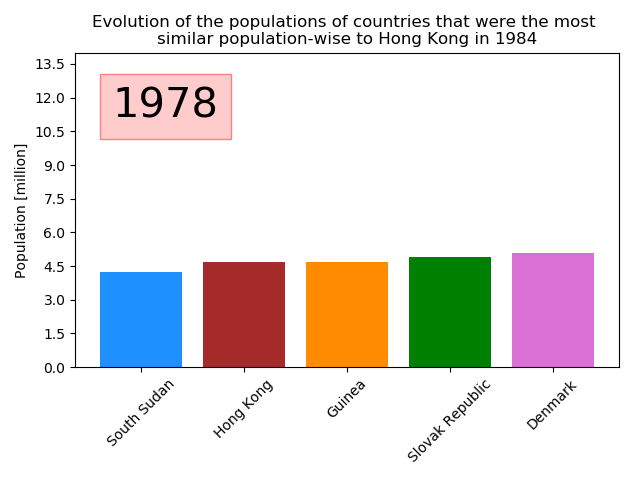 Evolution of the populations of countries that were the most
similar population-wise to Hong Kong in 1984
1978
Population [million]
13.5
12.0
10.5
9.0
7.5
6.0
4.5
3.0
1.5
0.0
South Sudan
Hong Kong
Guinea
Slovak Republic
Denmark